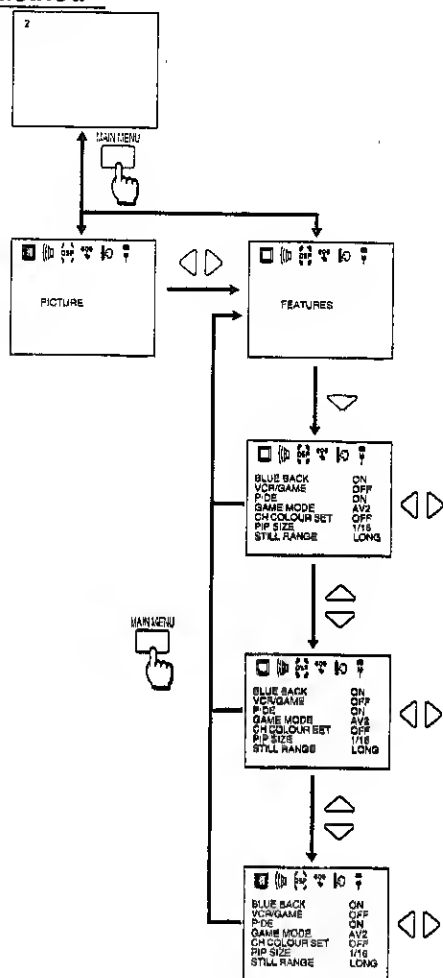 2
MAIN MENU
PICTURE
FEATURES
BLUE BACK ON
VCR/GAME OFF
P·DE ON
GAME MODE AV2
CH COLOUR SET OFF
PIP SIZE 1/16
STILL RANGE LONG
MAIN MENU
BLUE BACK ON
VCR/GAME OFF
P·DE ON
GAME MODE AV2
CH COLOUR SET OFF
PIP SIZE 1/16
STILL RANGE LONG
BLUE BACK ON
VCR/GAME OFF
P·DE ON
GAME MODE AV2
CH COLOUR SET OFF
PIP SIZE 1/16
STILL RANGE LONG